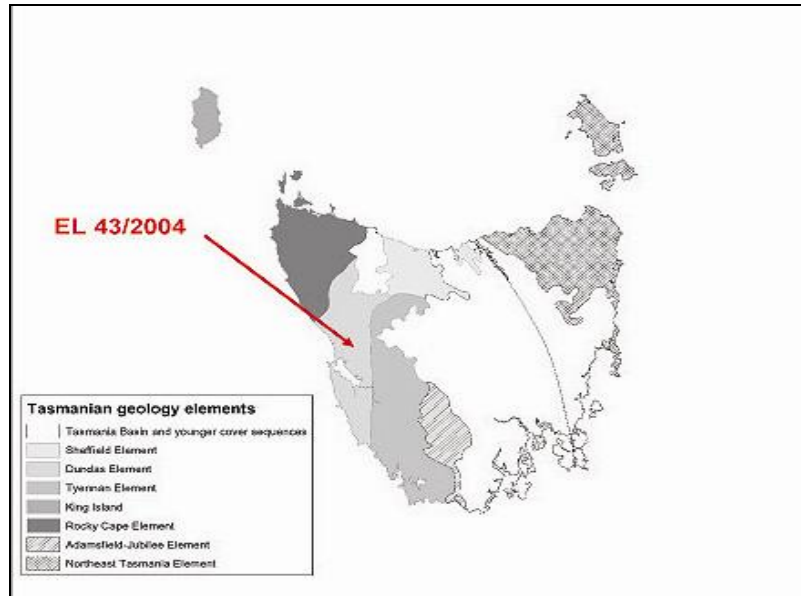 EL 43/2004
Tasmanian geology elements
Tasmania Basin and younger cover sequences
Sheffield Element
Dundas Element
Tyennan Element
King Island
Rocky Cape Element
Adamsfield-Jubilee Element
Northeast Tasmania Element